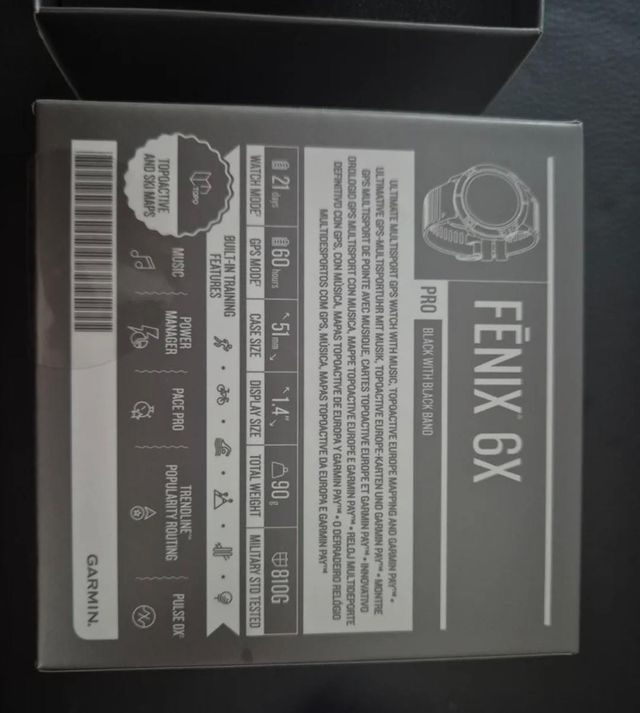 FĒNIX® 6X
PRO
BLACK WITH BLACK BAND
ULTIMATE MULTISPORT GPS WATCH WITH MUSIC, TOPOACTIVE EUROPE MAPPING AND GARMIN PAY™ •
ULTIMATIVE GPS-MULTISPORTUHR MIT MUSIK, TOPOACTIVE EUROPE-KARTEN UND GARMIN PAY™ • MONTRE
GPS MULTISPORT DE POINTE AVEC MUSIQUE, CARTES TOPOACTIVE EUROPE ET GARMIN PAY™ • INNOVATIVO
OROLOGIO GPS MULTISPORT CON MUSICA, MAPPE TOPOACTIVE EUROPE E GARMIN PAY™ • RELOJ MULTIDEPORTE
DEFINITIVO CON GPS, CON MÚSICA, MAPAS TOPOACTIVE DE EUROPA Y GARMIN PAY™ • O DERRADEIRO RELÓGIO
MULTIDESPORTOS COM GPS, MÚSICA, MAPAS TOPOACTIVE DA EUROPA E GARMIN PAY™
21 days
60 hours
51 mm
1.4"
90 g
810G
WATCH MODE
GPS MODE
CASE SIZE
DISPLAY SIZE
TOTAL WEIGHT
MILITARY STD TESTED
BUILT-IN TRAINING
FEATURES
TOPO
TOPOACTIVE
AND SKI MAPS
MUSIC
POWER
MANAGER
PACE PRO
TRENDLINE™
POPULARITY ROUTING
PULSE OX
GARMIN.